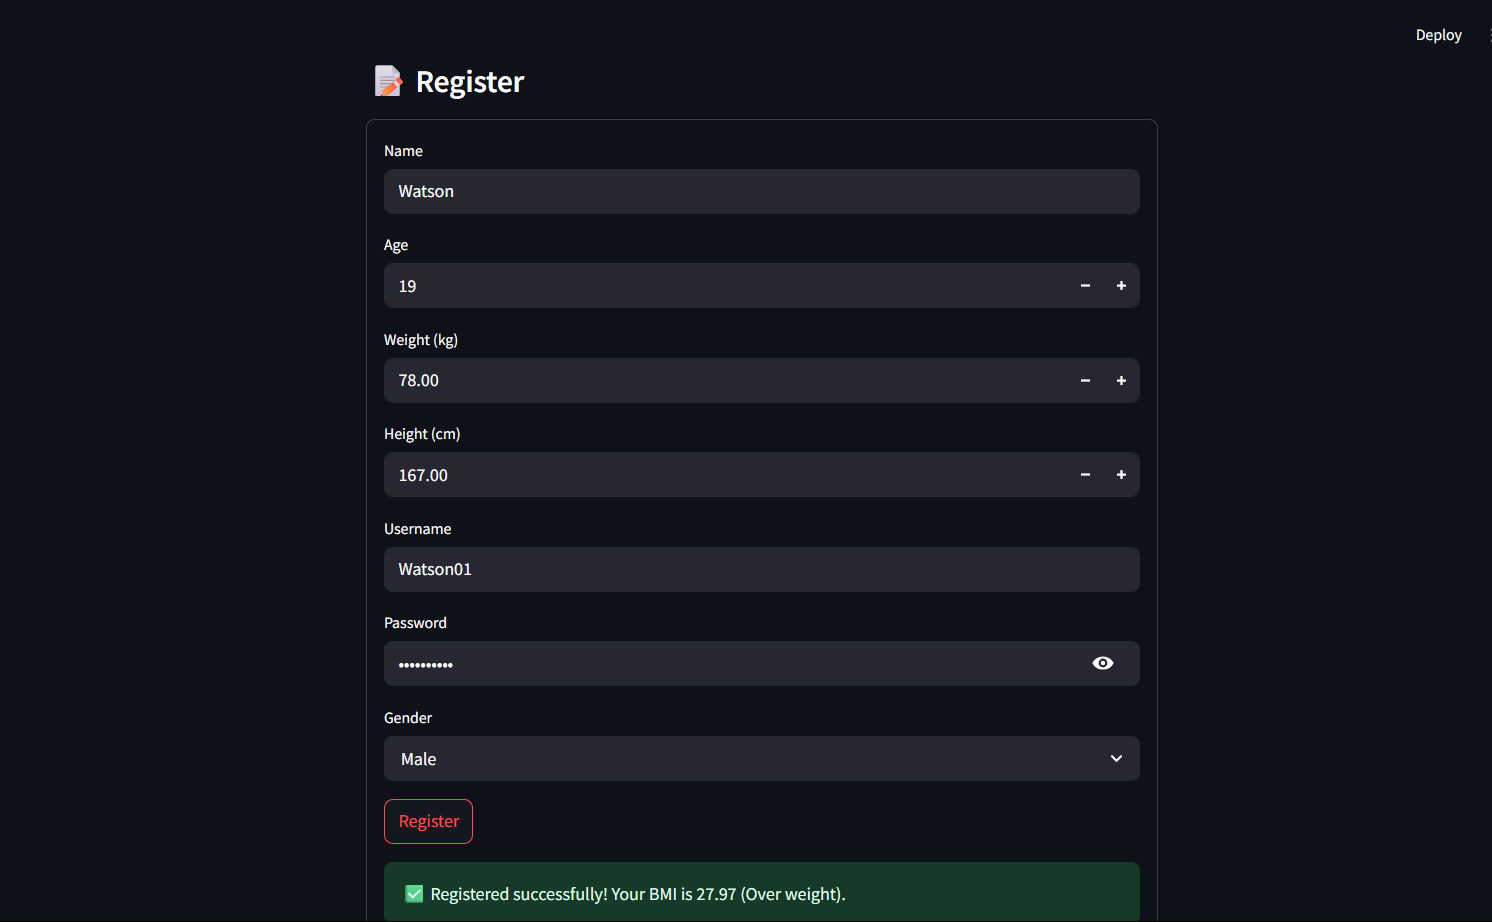 Deploy
Register
Name
Watson
Age
19
Weight (kg)
78.00
Height (cm)
167.00
Username
Watson01
Password
••••••••••
Gender
Male
Register
Registered successfully! Your BMI is 27.97 (Over weight).